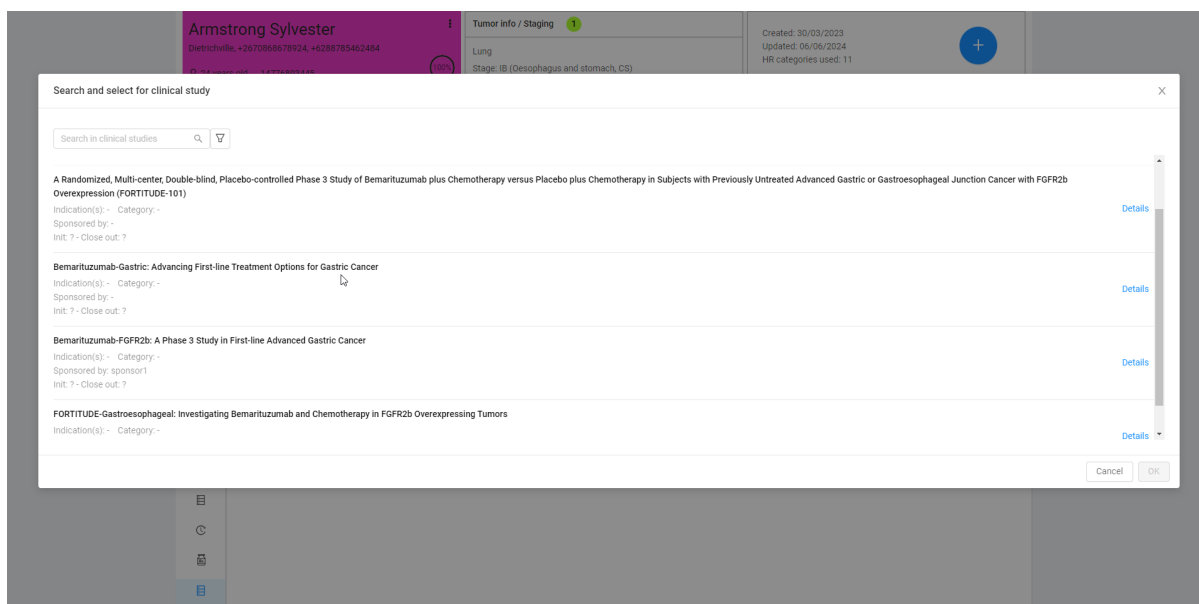 Armstrong Sylvester
Dietrichville, +2670868678924, +6288785462484
100%
Tumor info / Staging 1
Lung
Stage: IB (Oesophagus and stomach, CS)
Created: 30/03/2023
Updated: 06/06/2024
HR categories used: 11
+
Search and select for clinical study X
Search in clinical studies
A Randomized, Multi-center, Double-blind, Placebo-controlled Phase 3 Study of Bemarituzumab plus Chemotherapy versus Placebo plus Chemotherapy in Subjects with Previously Untreated Advanced Gastric or Gastroesophageal Junction Cancer with FGFR2b
Overexpression (FORTITUDE-101)
Indication(s): - Category: -
Details
Sponsored by: -
Init: ? - Close out: ?
Bemarituzumab-Gastric: Advancing First-line Treatment Options for Gastric Cancer
Indication(s): - Category: -
Details
Sponsored by: -
Init: ? - Close out: ?
Bemarituzumab-FGFR2b: A Phase 3 Study in First-line Advanced Gastric Cancer
Indication(s): - Category: -
Details
Sponsored by: sponsor1
Init: ? - Close out: ?
FORTITUDE-Gastroesophageal: Investigating Bemarituzumab and Chemotherapy in FGFR2b Overexpressing Tumors
Indication(s): - Category: -
Details
Cancel OK